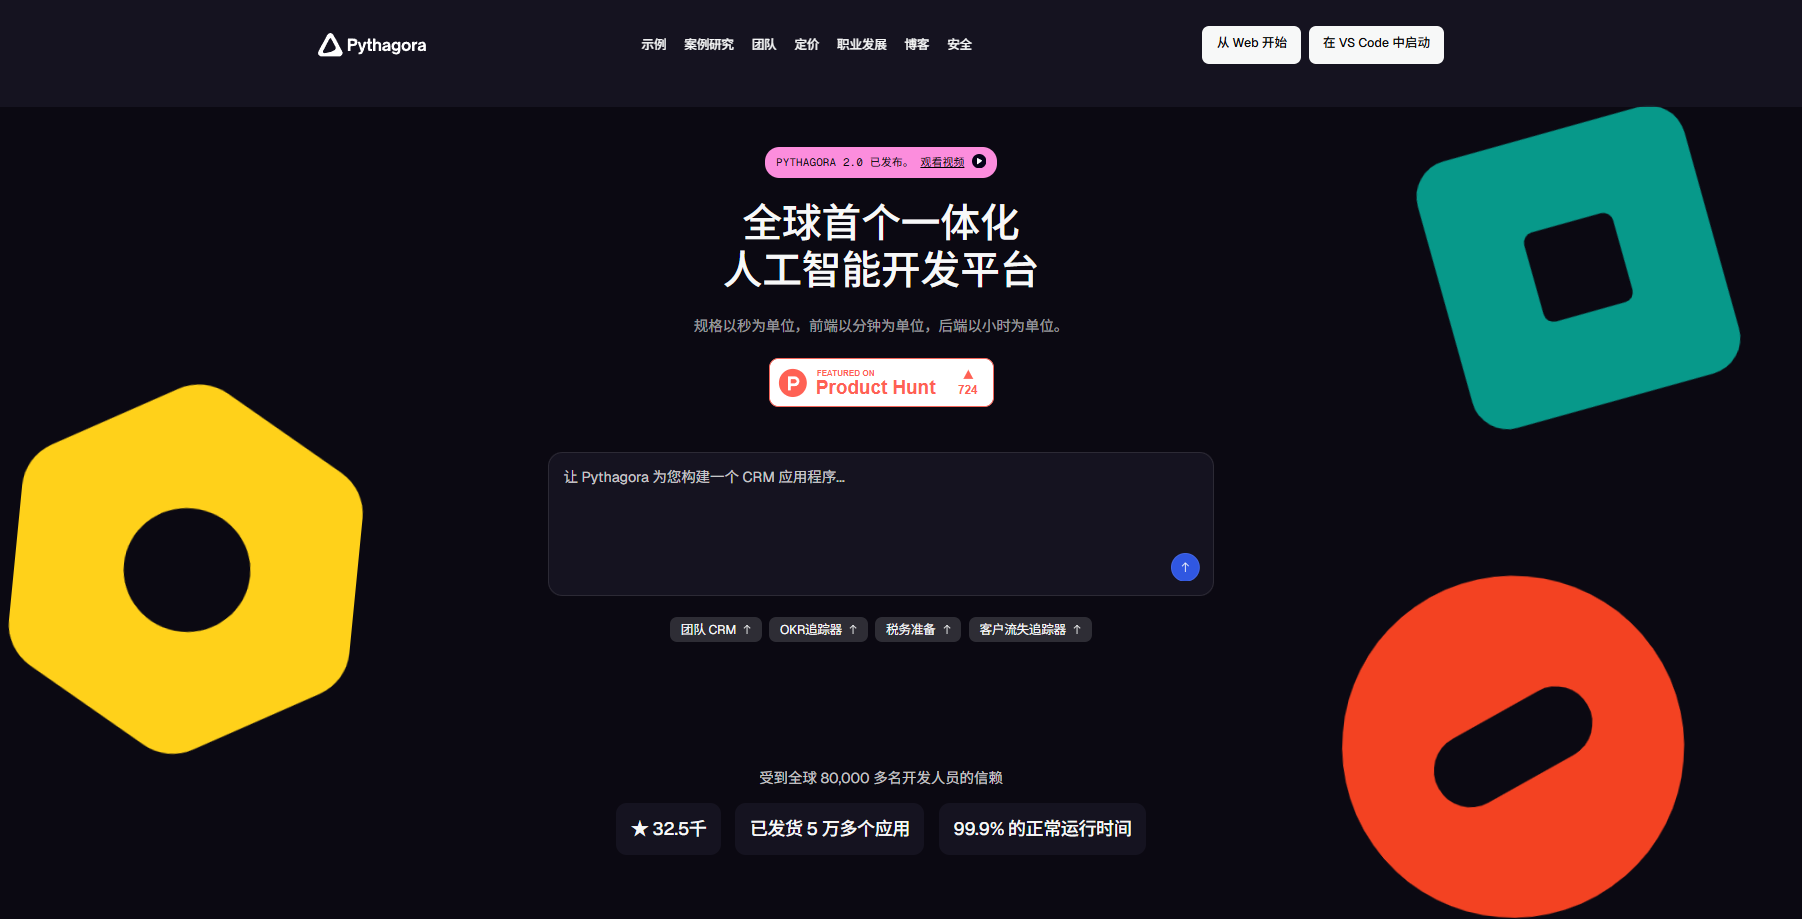 Pythagora
示例 案例研究 团队 定价 职业发展 博客 安全
从 Web 开始
在 VS Code 中启动
PYTHAGORA 2.0 已发布。 观看视频
全球首个一体化
人工智能开发平台
规格以秒为单位，前端以分钟为单位，后端以小时为单位。
FEATURED ON
Product Hunt
724
让 Pythagora 为您构建一个 CRM 应用程序...
↑
团队 CRM ↑
OKR追踪器 ↑
税务准备 ↑
客户流失追踪器 ↑
受到全球 80,000 多名开发人员的信赖
★ 32.5千
已发货 5 万多个应用
99.9% 的正常运行时间